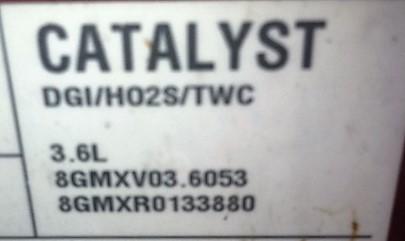 CATALYST
DGI/HO2S/TWC
3.6L
8GMXV03.6053
8GMXR0133880